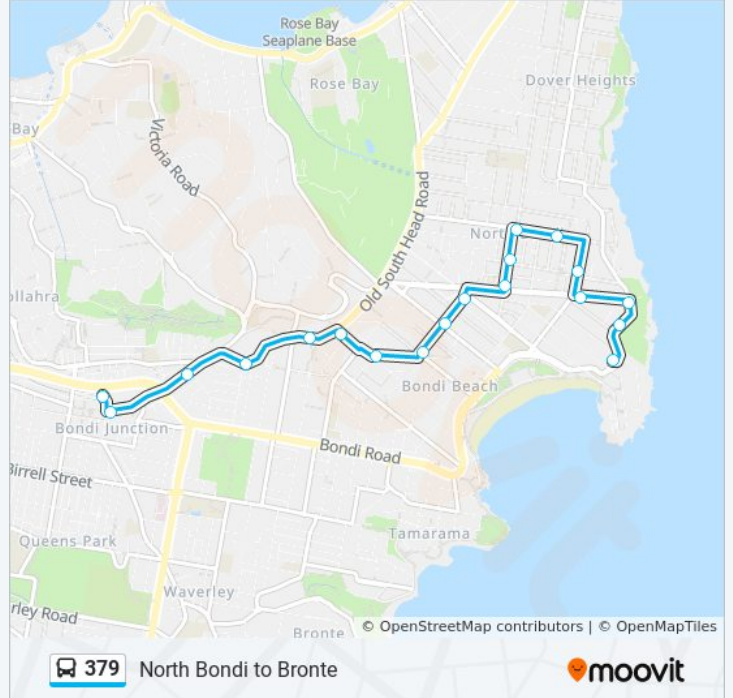 Rose Bay
Seaplane Base
Rose Bay
Dover Heights
Bay
Victoria Road
Old South Head Road
Nort
ollahra
Bondi Beach
Bondi Junction
Bondi Road
Birrell Street
Tamarama
Queens Park
Waverley
rley Road
Bronte
© OpenStreetMap contributors | © OpenMapTiles
379 North Bondi to Bronte
moovit